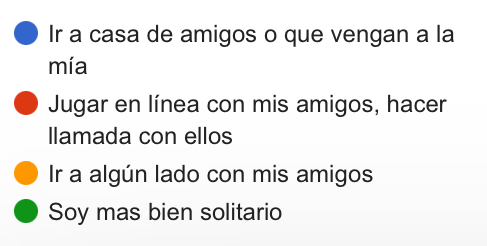 Ir a casa de amigos o que vengan a la
mía
Jugar en línea con mis amigos, hacer
llamada con ellos
Ir a algún lado con mis amigos
Soy mas bien solitario